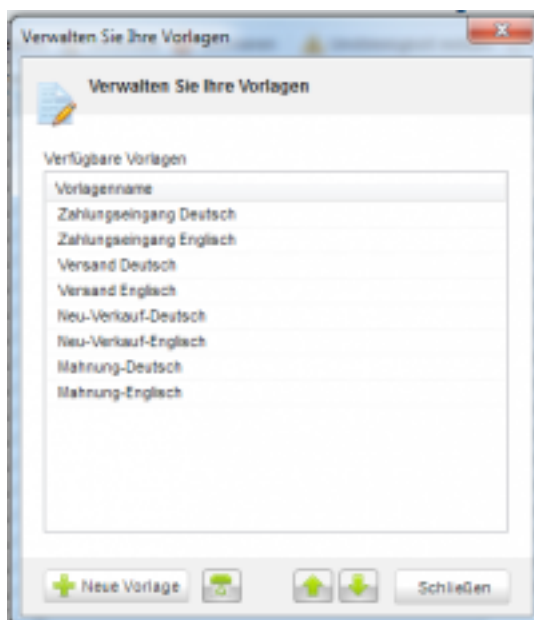 Verwalten Sie Ihre Vorlagen
Verwalten Sie Ihre Vorlagen
Verfügbare Vorlagen
Vorlagenname
Zahlungseingang Deutsch
Zahlungseingang Englisch
Versand Deutsch
Versand Englisch
Neu-Verkauf-Deutsch
Neu-Verkauf-Englisch
Mahnung-Deutsch
Mahnung-Englisch
Neue Vorlage
Schließen